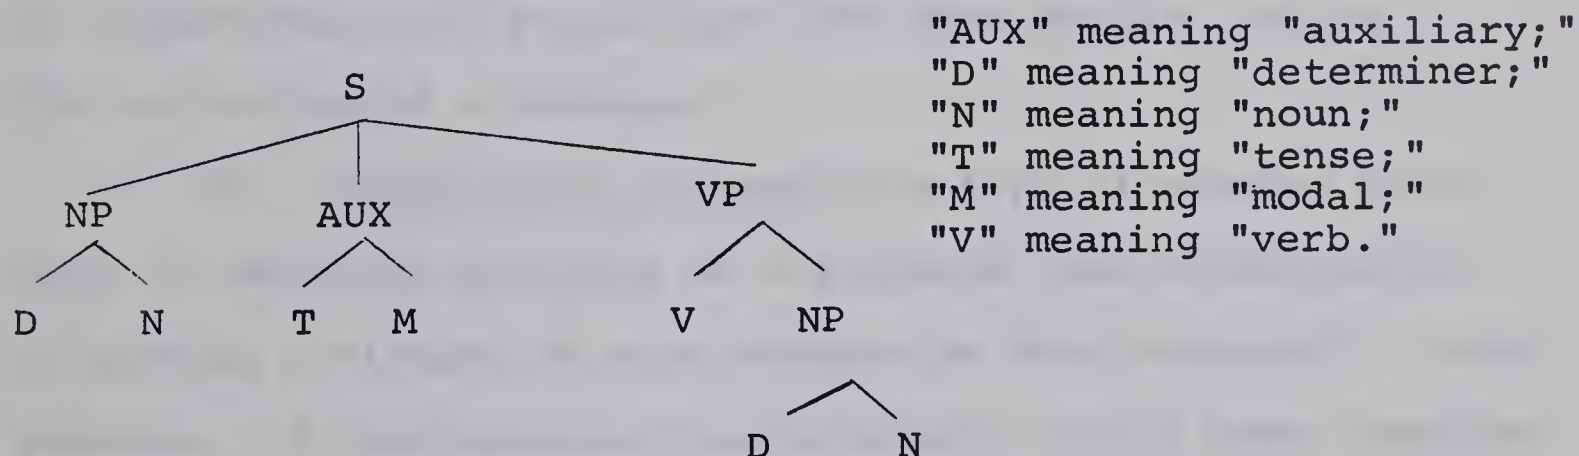 "AUX" meaning "auxiliary;"
"D" meaning "determiner;"
"N" meaning "noun;"
"T" meaning "tense;"
"M" meaning "modal;"
"V" meaning "verb."
S
NP AUX VP
D N T M V NP
D N